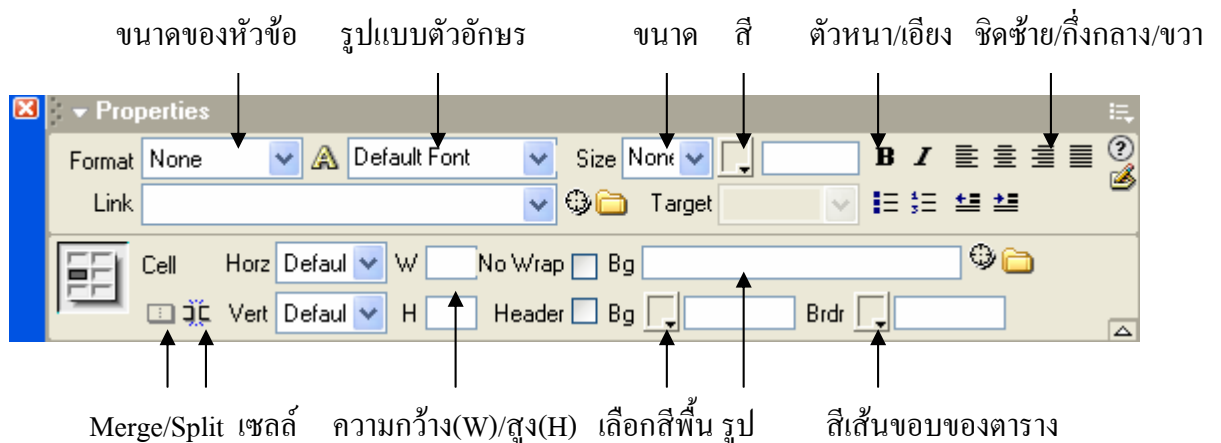 ขนาดของหัวข้อ รูปแบบตัวอักษร ขนาด สี ตัวหนา/เอียง ชิดซ้าย/กึ่งกลาง/ขวา
Properties
Format None A Default Font Size None B I
Link Target
Cell Horz Defaul W No Wrap Bg
Vert Defaul H Header Bg Brdr
Merge/Split เซลล์ ความกว้าง(W)/สูง(H) เลือกสีพื้น รูป สีเส้นขอบของตาราง